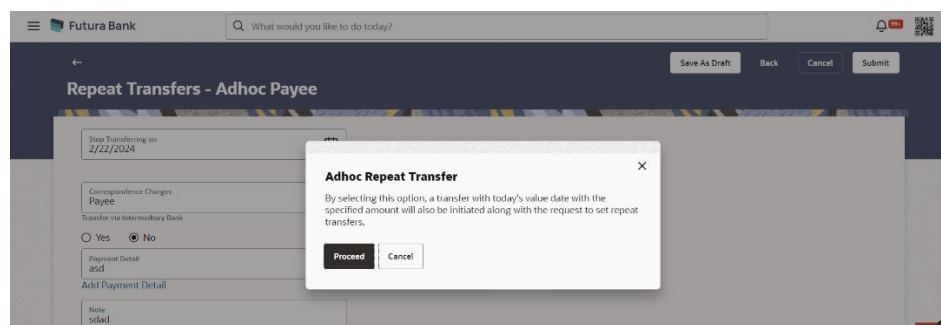 Futura Bank
What would you like to do today?
99+
Save As Draft
Back
Cancel
Submit
Repeat Transfers - Adhoc Payee
Stop Transferring on
2/22/2024
Correspondence Charges
Payee
Transfer via Intermediary Bank
Yes
No
Payment Detail
asd
Add Payment Detail
Note
sdad
Adhoc Repeat Transfer
By selecting this option, a transfer with today's value date with the
specified amount will also be initiated along with the request to set repeat
transfers.
Proceed
Cancel